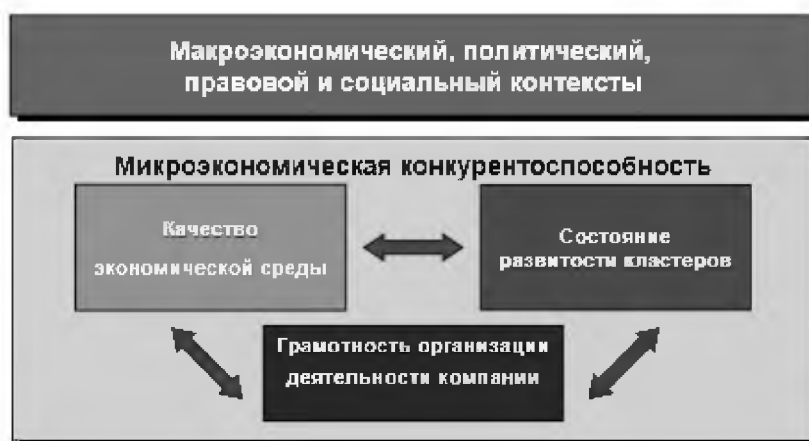 Макроэкономический, политический,
правовой и социальный контексты
Микроэкономическая конкурентоспособность
Качество
экономической среды
Состояние
развитости кластеров
Грамотность организации
деятельности компании